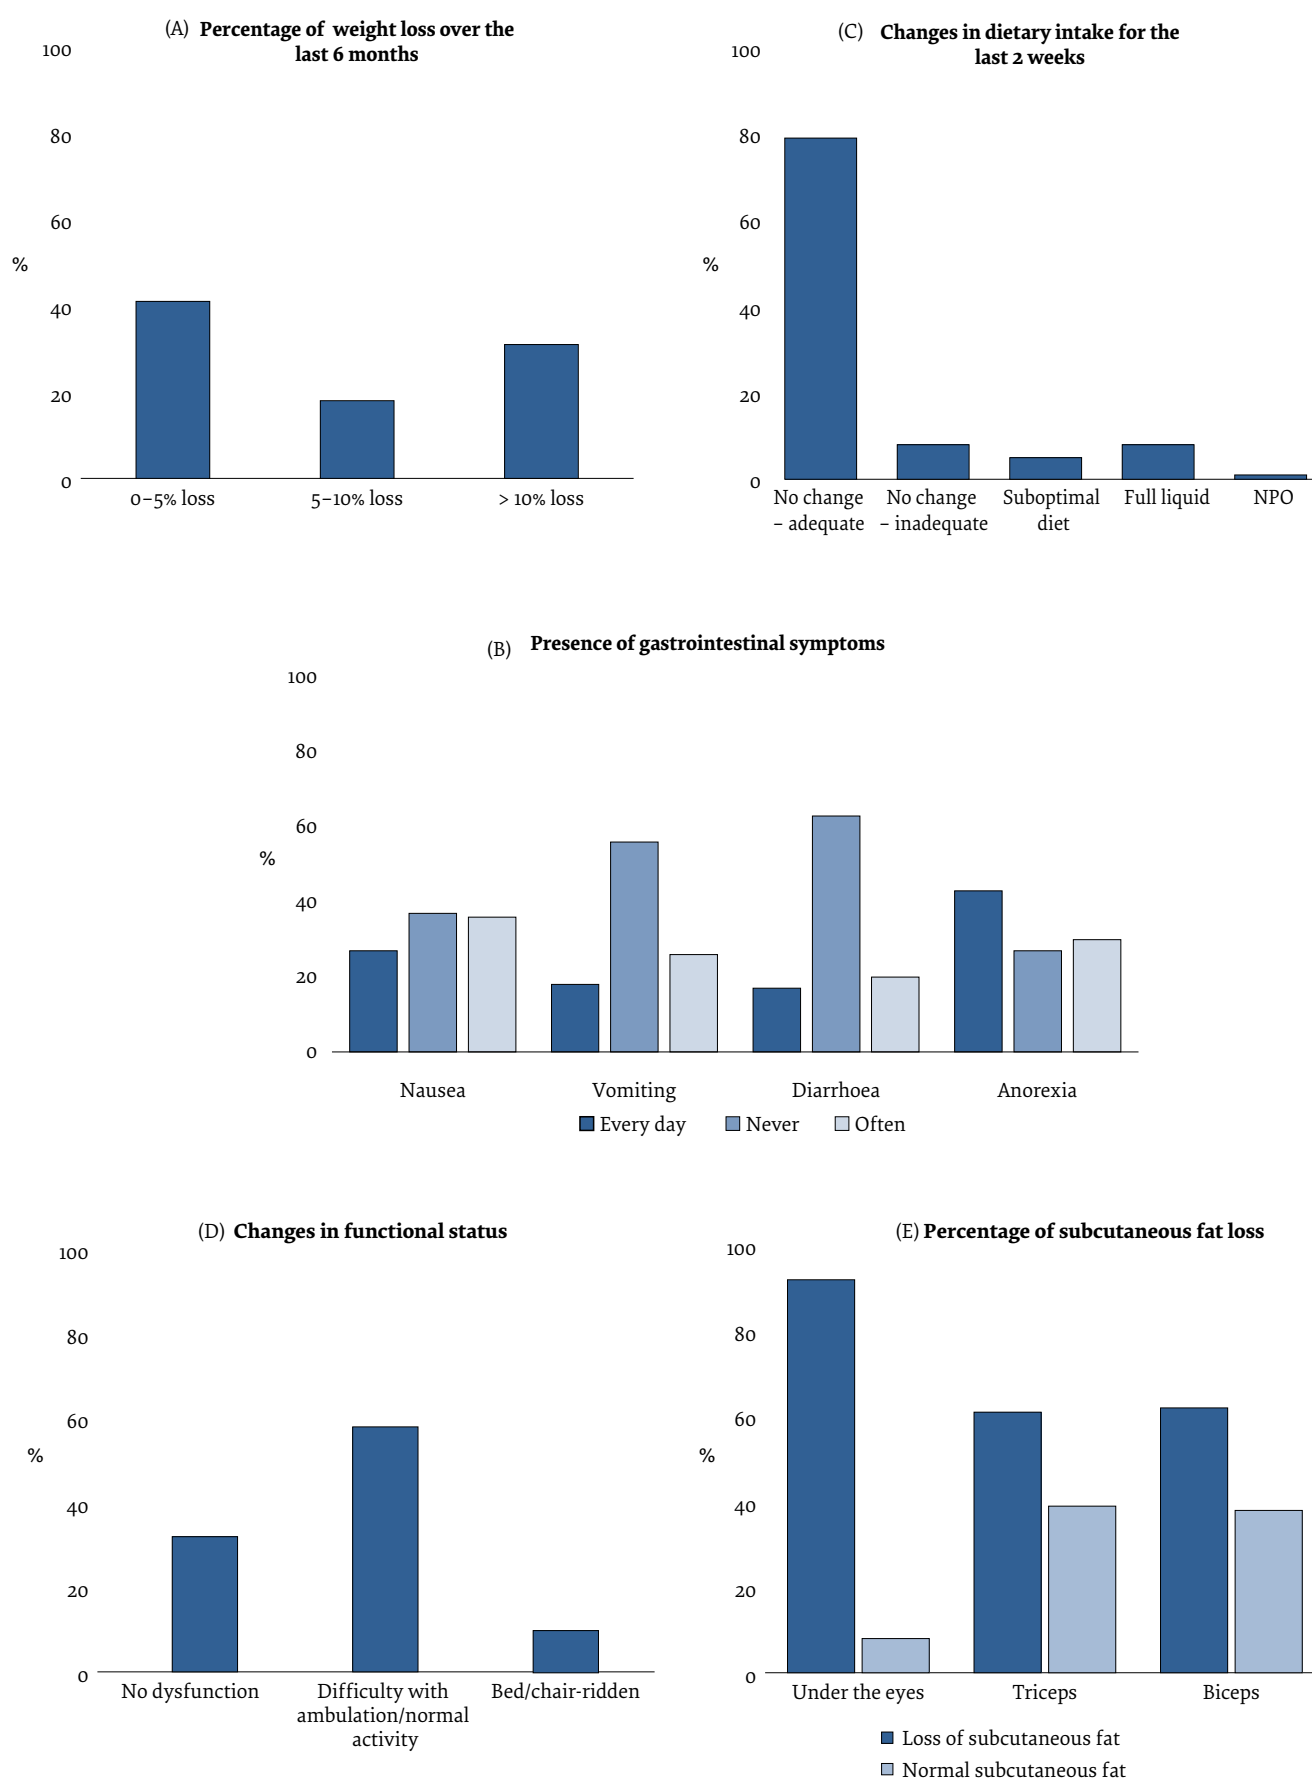 (A) Percentage of weight loss over the
last 6 months
100
80
60
%
40
20
0
0–5% loss 5–10% loss > 10% loss
(C) Changes in dietary intake for the
last 2 weeks
100
80
60
%
40
20
0
No change No change Suboptimal Full liquid NPO
– adequate – inadequate diet
(B) Presence of gastrointestinal symptoms
100
80
60
%
40
20
0
Nausea Vomiting Diarrhoea Anorexia
Every day Never Often
(D) Changes in functional status
100
80
60
%
40
20
0
No dysfunction Difficulty with Bed/chair-ridden
ambulation/normal
activity
(E) Percentage of subcutaneous fat loss
100
80
60
%
40
20
0
Under the eyes Triceps Biceps
Loss of subcutaneous fat
Normal subcutaneous fat